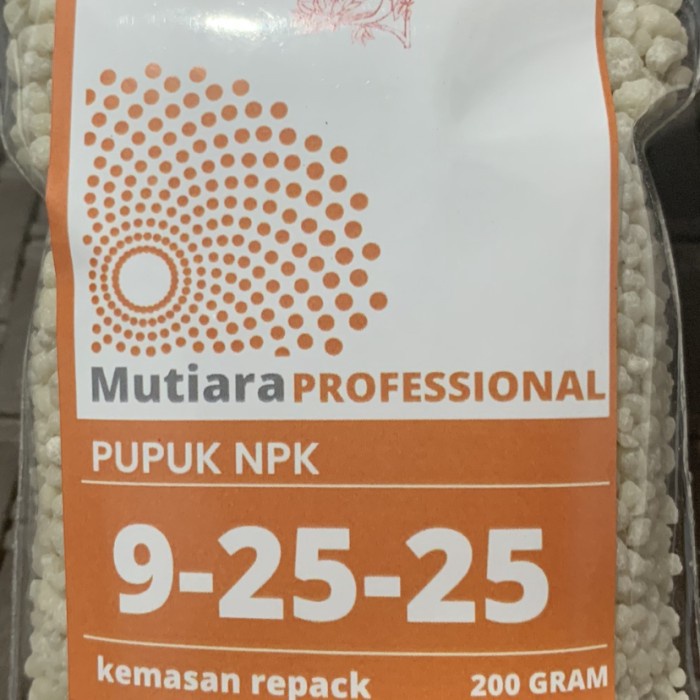 Mutiara PROFESSIONAL
PUPUK NPK
9-25-25
kemasan repack 200 GRAM